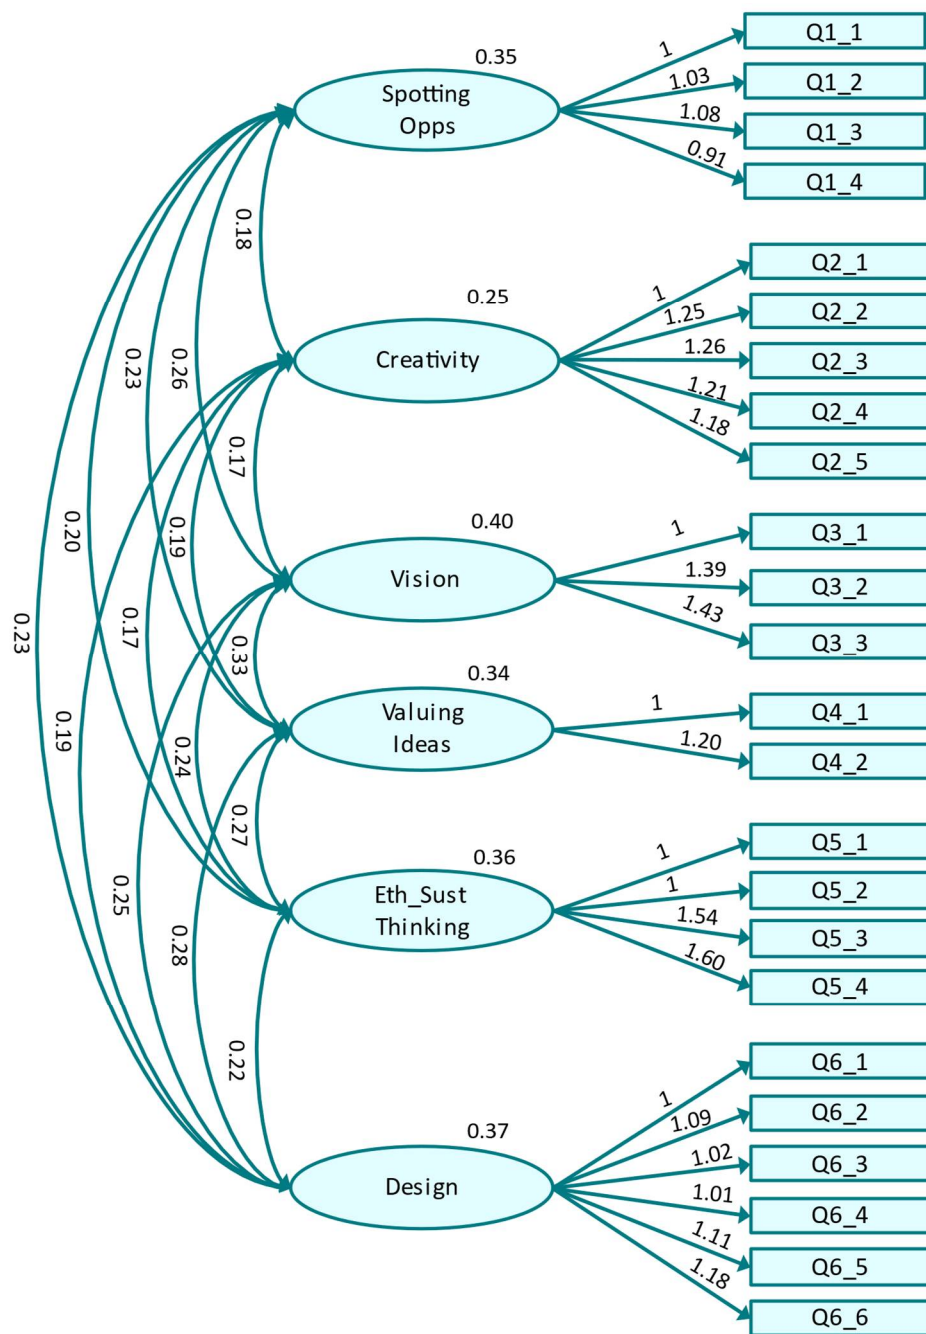 0.35
Spotting
Opps
1
1.03
1.08
0.91
Q1_1
Q1_2
Q1_3
Q1_4
0.18
0.25
Creativity
1
1.25
1.26
1.21
1.18
Q2_1
Q2_2
Q2_3
Q2_4
Q2_5
0.23
0.26
0.17
0.40
Vision
1
1.39
1.43
Q3_1
Q3_2
Q3_3
0.20
0.19
0.23
0.17
0.33
0.34
Valuing
Ideas
1
1.20
Q4_1
Q4_2
0.19
0.24
0.27
0.36
Eth_Sust
Thinking
1
1
1.54
1.60
Q5_1
Q5_2
Q5_3
Q5_4
0.25
0.28
0.22
0.37
Design
1
1.09
1.02
1.01
1.11
1.18
Q6_1
Q6_2
Q6_3
Q6_4
Q6_5
Q6_6